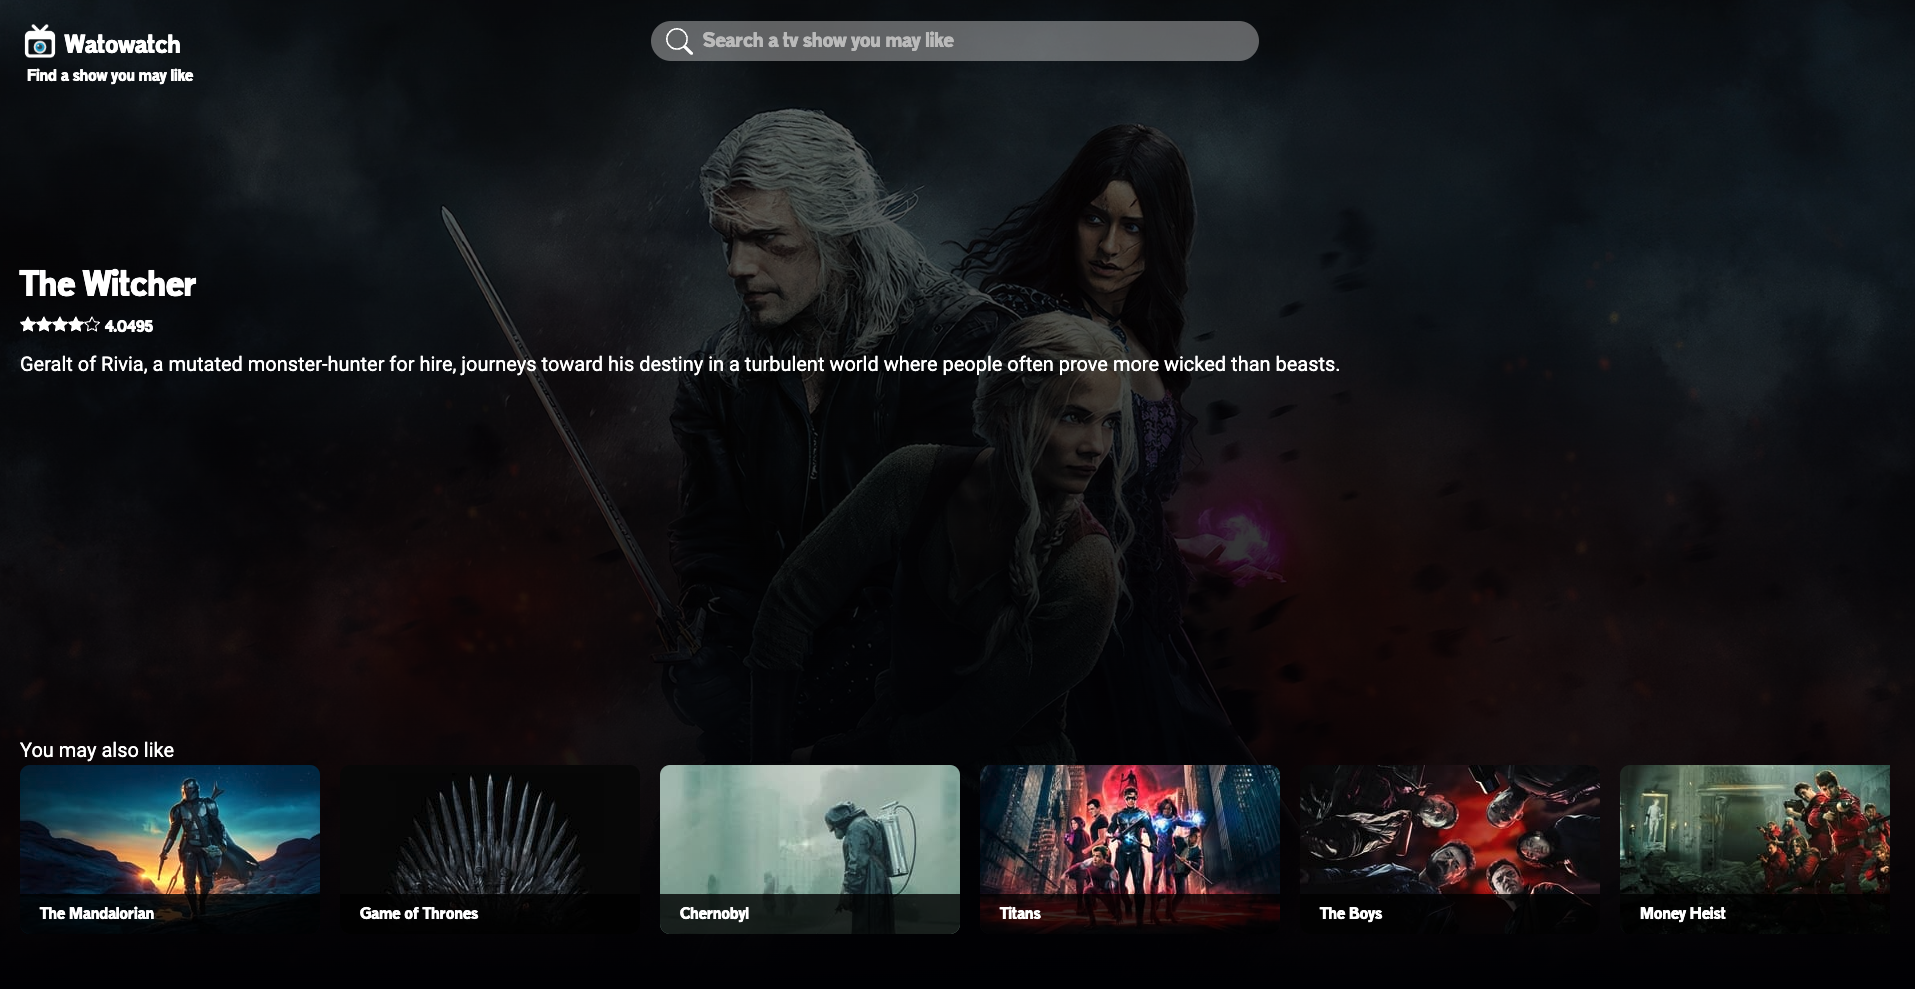 Watowatch
Find a show you may like
Search a tv show you may like
The Witcher
4.0495
Geralt of Rivia, a mutated monster-hunter for hire, journeys toward his destiny in a turbulent world where people often prove more wicked than beasts.
You may also like
The Mandalorian
Game of Thrones
Chernobyl
Titans
The Boys
Money Heist